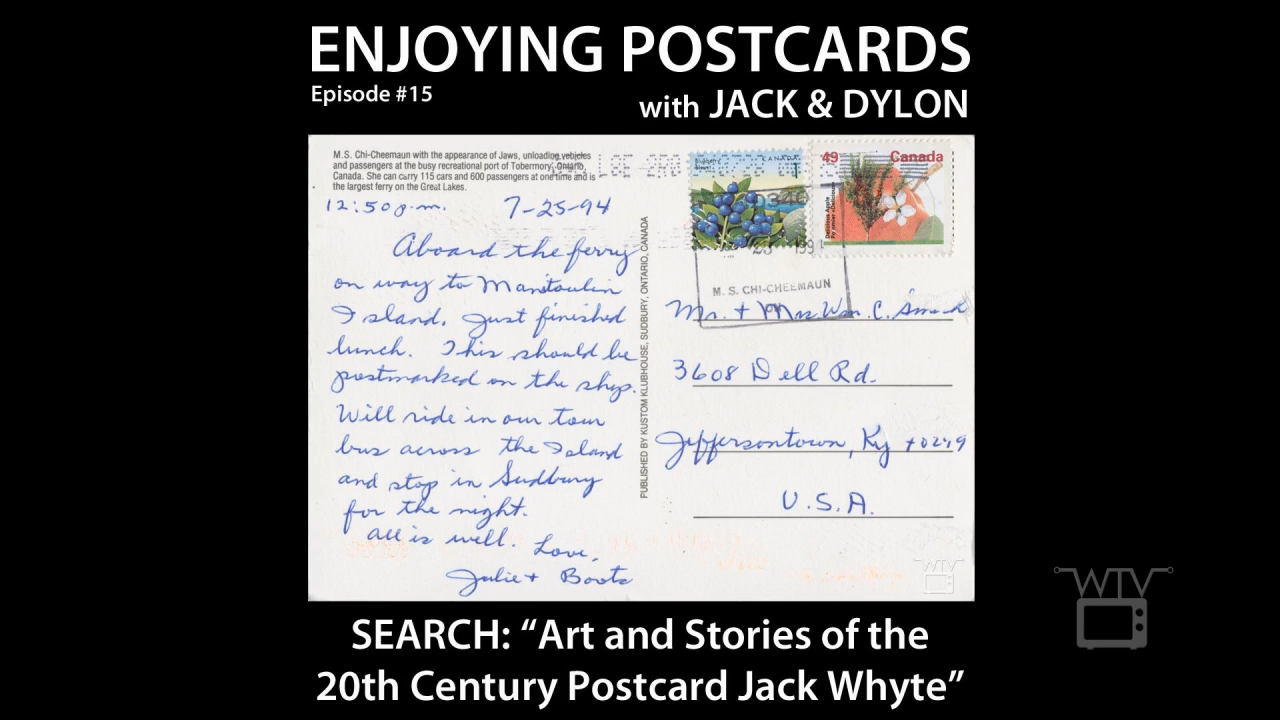 ENJOYING POSTCARDS
Episode #15
with JACK & DYLON
M.S. Chi-Cheemaun with the appearance of Jaws, unloading vehicles
and passengers at the busy recreational port of Tobermory, Ontario,
Canada. She can carry 115 cars and 600 passengers at one time and is
the largest ferry on the Great Lakes.
12:50 p.m. 7-25-94
Aboard the ferry
on way to Manitoulin
Island. Just finished
lunch. This should be
postmarked on the ship.
Will ride in our tour
bus across the Island
and stop in Sudbury
for the night.
All is well. Love,
Julie + Boots
PUBLISHED BY KUSTOM KLUBHOUSE, SUDBURY, ONTARIO, CANADA
CANADA
49 Canada
M. S. CHI-CHEEMAUN
Mr. + Mrs. Wm. C.
3608 Dell Rd.
Jeffersontown, Ky 40299
U.S.A.
WTV
WTV
SEARCH: “Art and Stories of the
20th Century Postcard Jack Whyte”